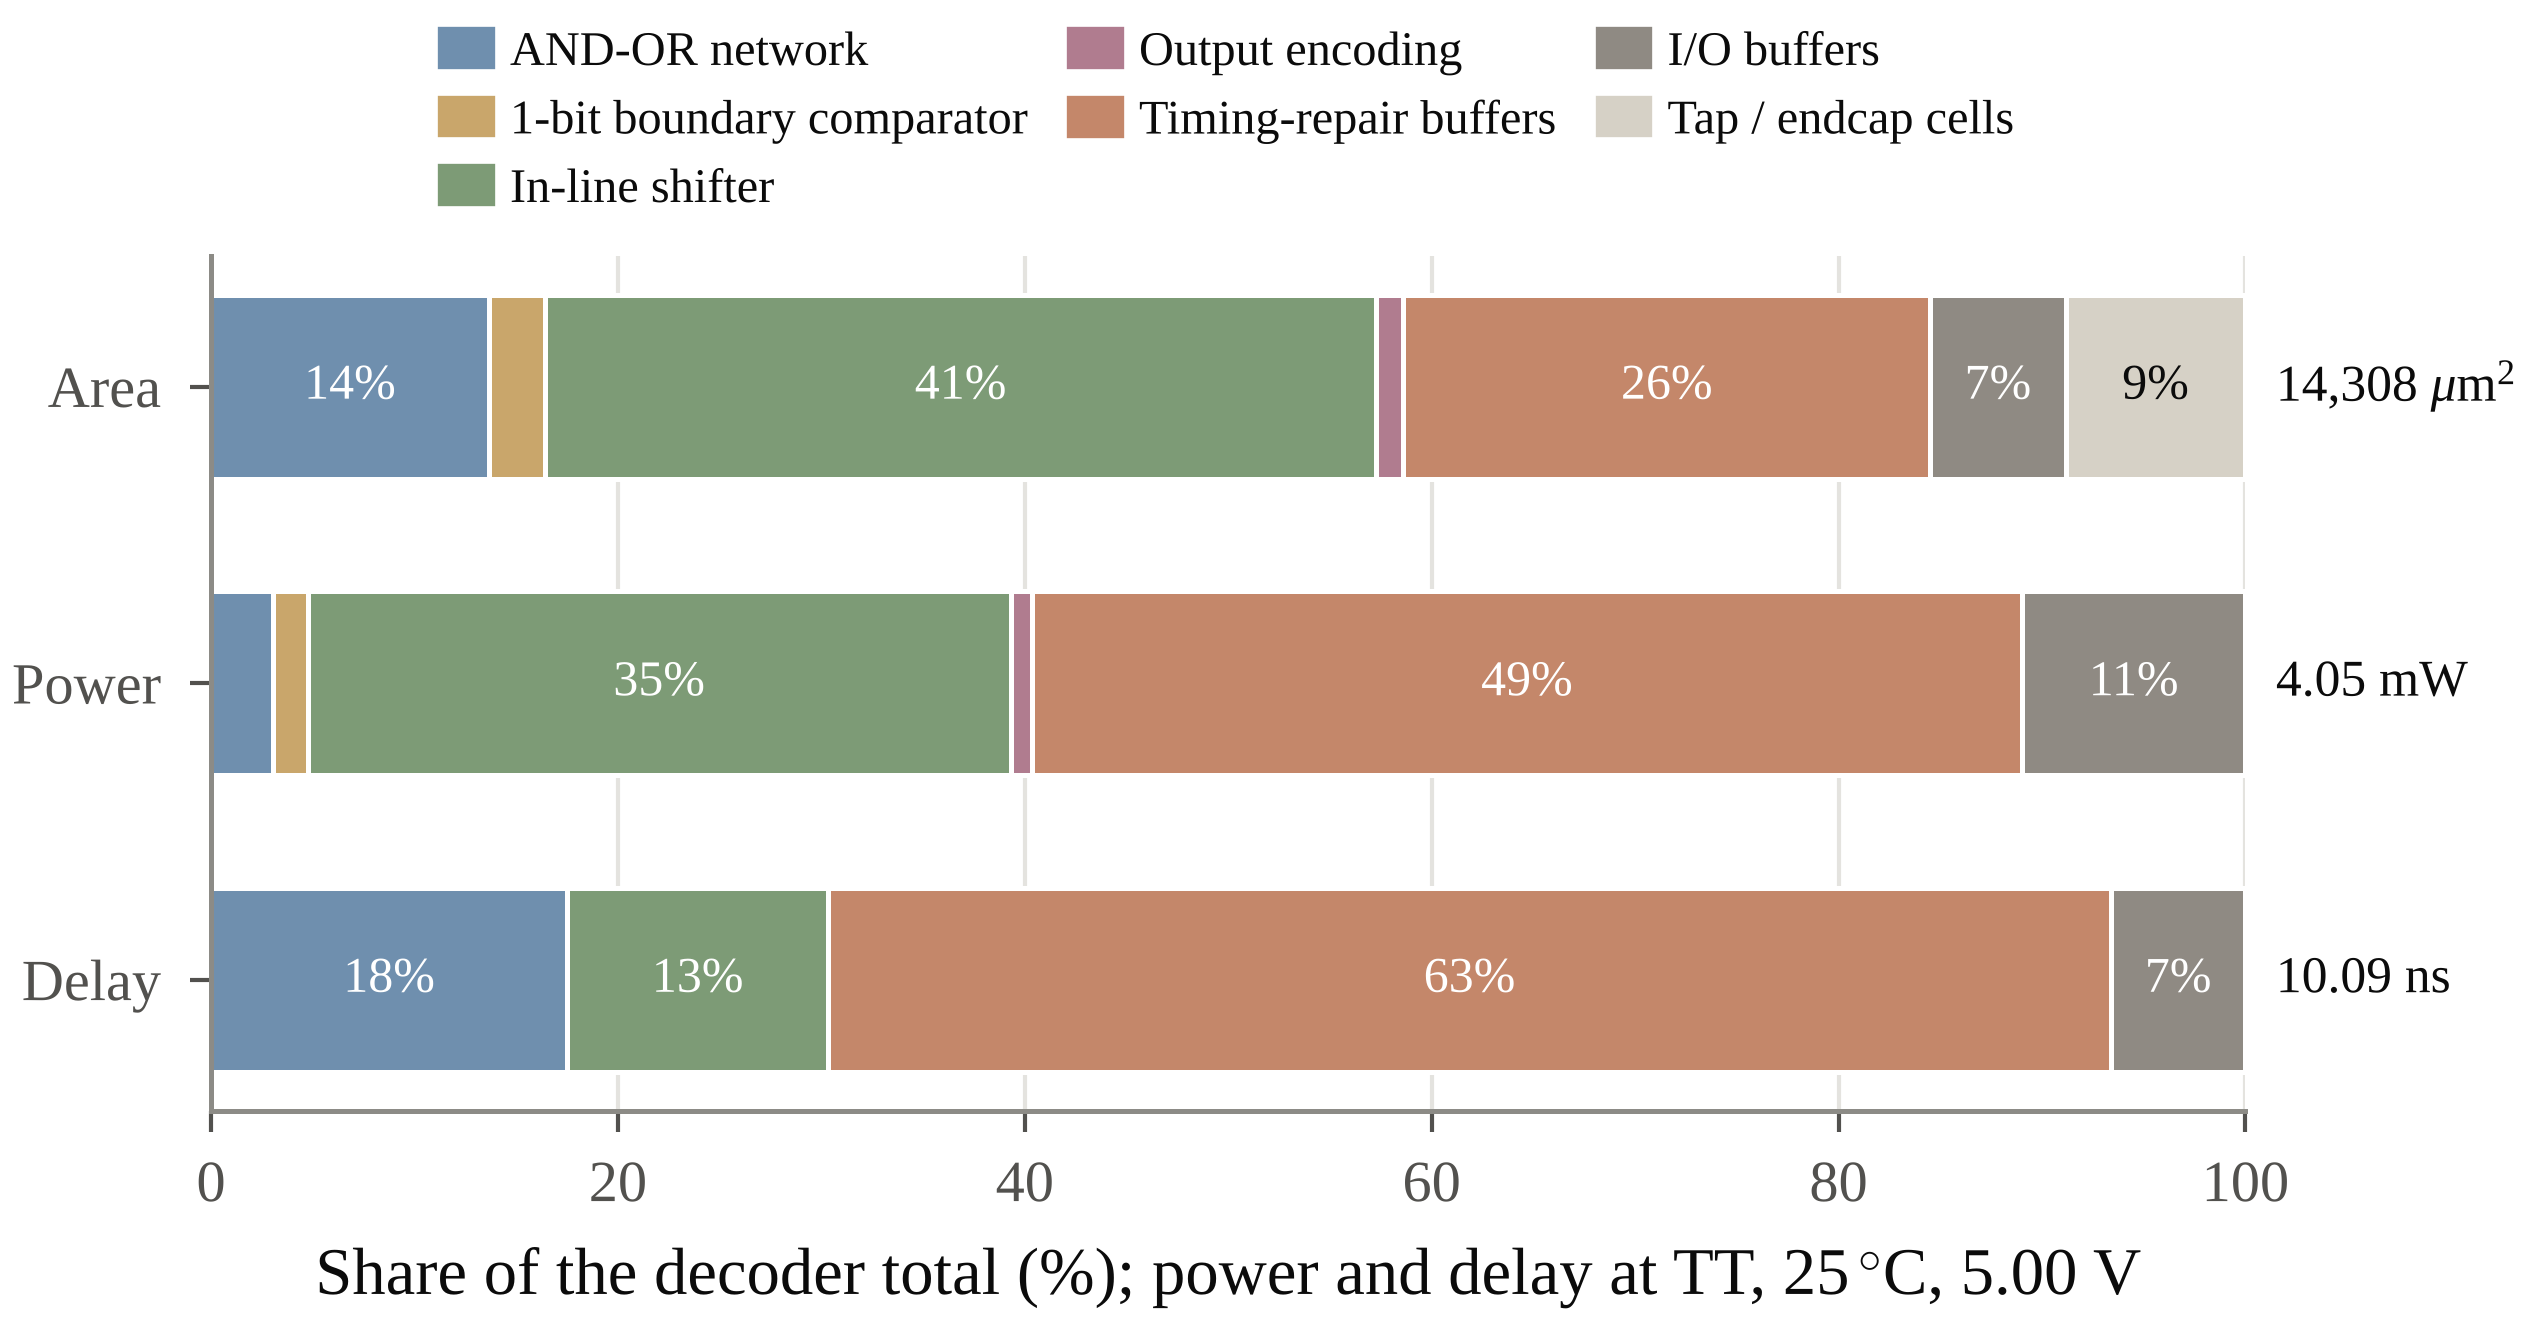 AND-OR network
1-bit boundary comparator
In-line shifter
Output encoding
Timing-repair buffers
I/O buffers
Tap / endcap cells
Area
14%
41%
26%
7%
9%
14,308 μm²
Power
35%
49%
11%
4.05 mW
Delay
18%
13%
63%
7%
10.09 ns
0 20 40 60 80 100
Share of the decoder total (%); power and delay at TT, 25 °C, 5.00 V